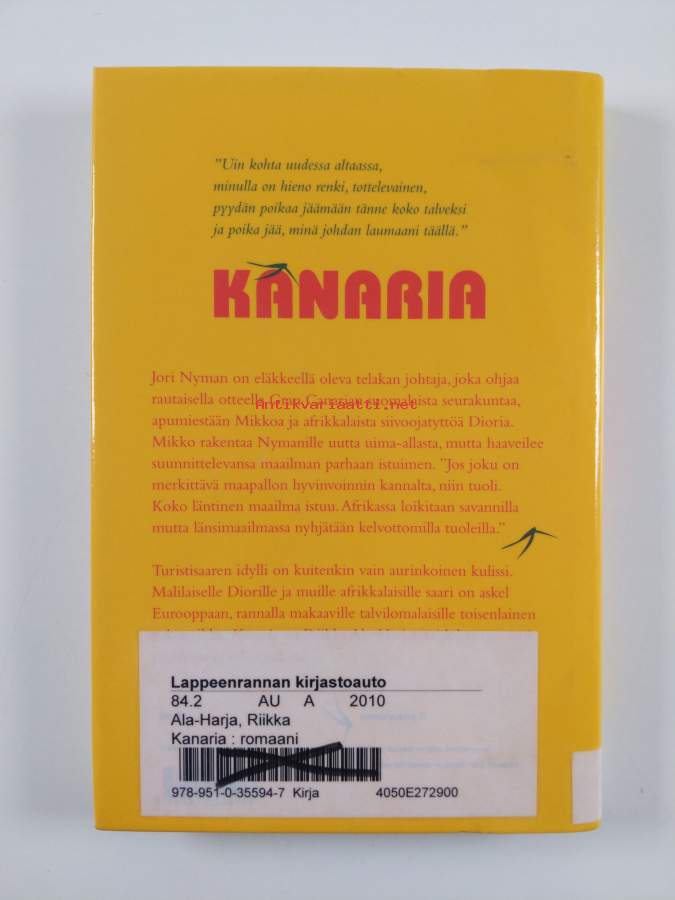 "Uin kohta uudessa altaassa,
minulla on hieno renki, tottelevainen,
pyydän poikaa jäämään tänne koko talveksi
ja poika jää, minä johdan laumaani täällä."
KANARIA
Jori Nyman on eläkkeellä oleva telakan johtaja, joka ohjaa
rautaisella otteella Gran Canarian suomalaista seurakuntaa,
Antikvariaatti.net
apumiestään Mikkoa ja afrikkalaista siivoojatyttöä Dioria.
Mikko rakentaa Nymanille uutta uima-allasta, mutta haaveilee
suunnittelevansa maailman parhaan istuimen. "Jos joku on
merkittävä maapallon hyvinvoinnin kannalta, niin tuoli.
Koko läntinen maailma istuu. Afrikassa loikitaan savannilla
mutta länsimaailmassa nyhjätään kelvottomilla tuoleilla."
Turistisaaren idylli on kuitenkin vain aurinkoinen kulissi.
Malilaiselle Diorille ja muille afrikkalaisille saari on askel
Eurooppaan, rannalla makaaville talvilomalaisille toisenlainen
Lappeenrannan kirjastoauto
84.2 AU A 2010
Ala-Harja, Riikka
Kanaria : romaani
978-951-0-35594-7 Kirja 4050E272900